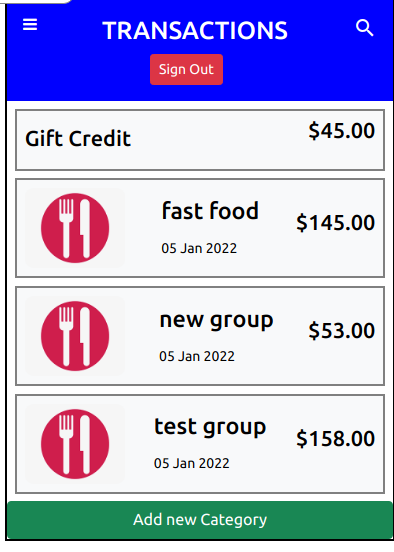 TRANSACTIONS
Sign Out
Gift Credit
$45.00
fast food
$145.00
05 Jan 2022
new group
$53.00
05 Jan 2022
test group
$158.00
05 Jan 2022
Add new Category